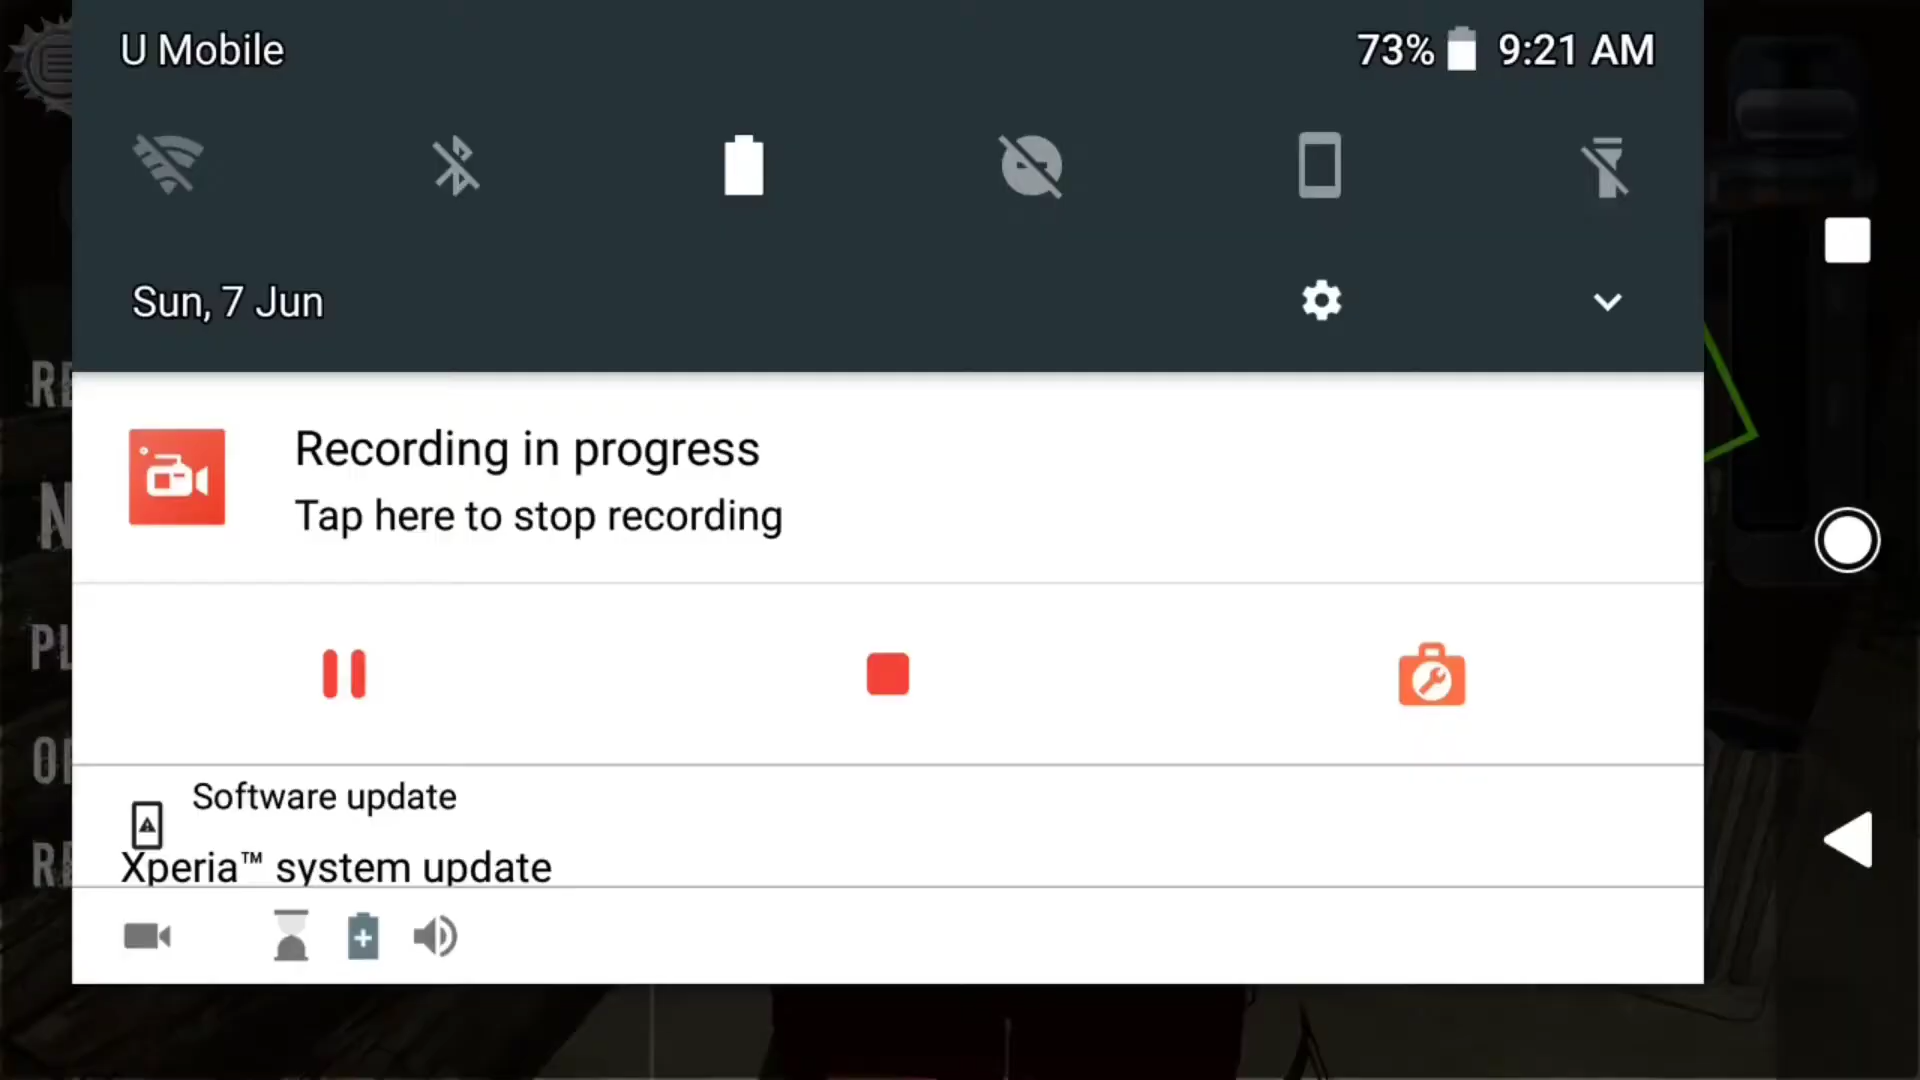 U Mobile
73% 9:21 AM
Sun, 7 Jun
Recording in progress
Tap here to stop recording
Software update
Xperia™ system update